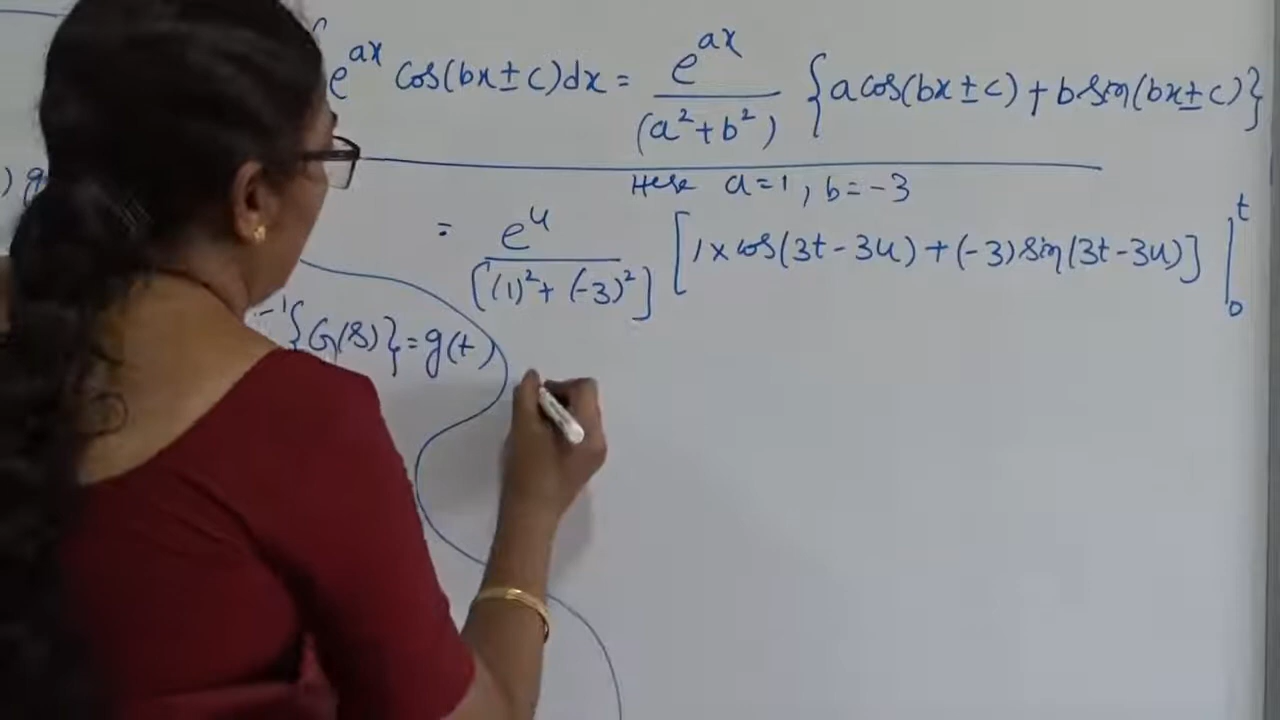 e^{ax} cos(bx ± c)dx = e^{ax}/(a²+b²) {a cos(bx ± c) + b sin(bx ± c)}
Here a=1, b=-3
= e^u/[(1)²+(-3)²] [1 × cos(3t-3u) + (-3) sin(3t-3u)] |_0^t
⁻¹{G(s)} = g(t)